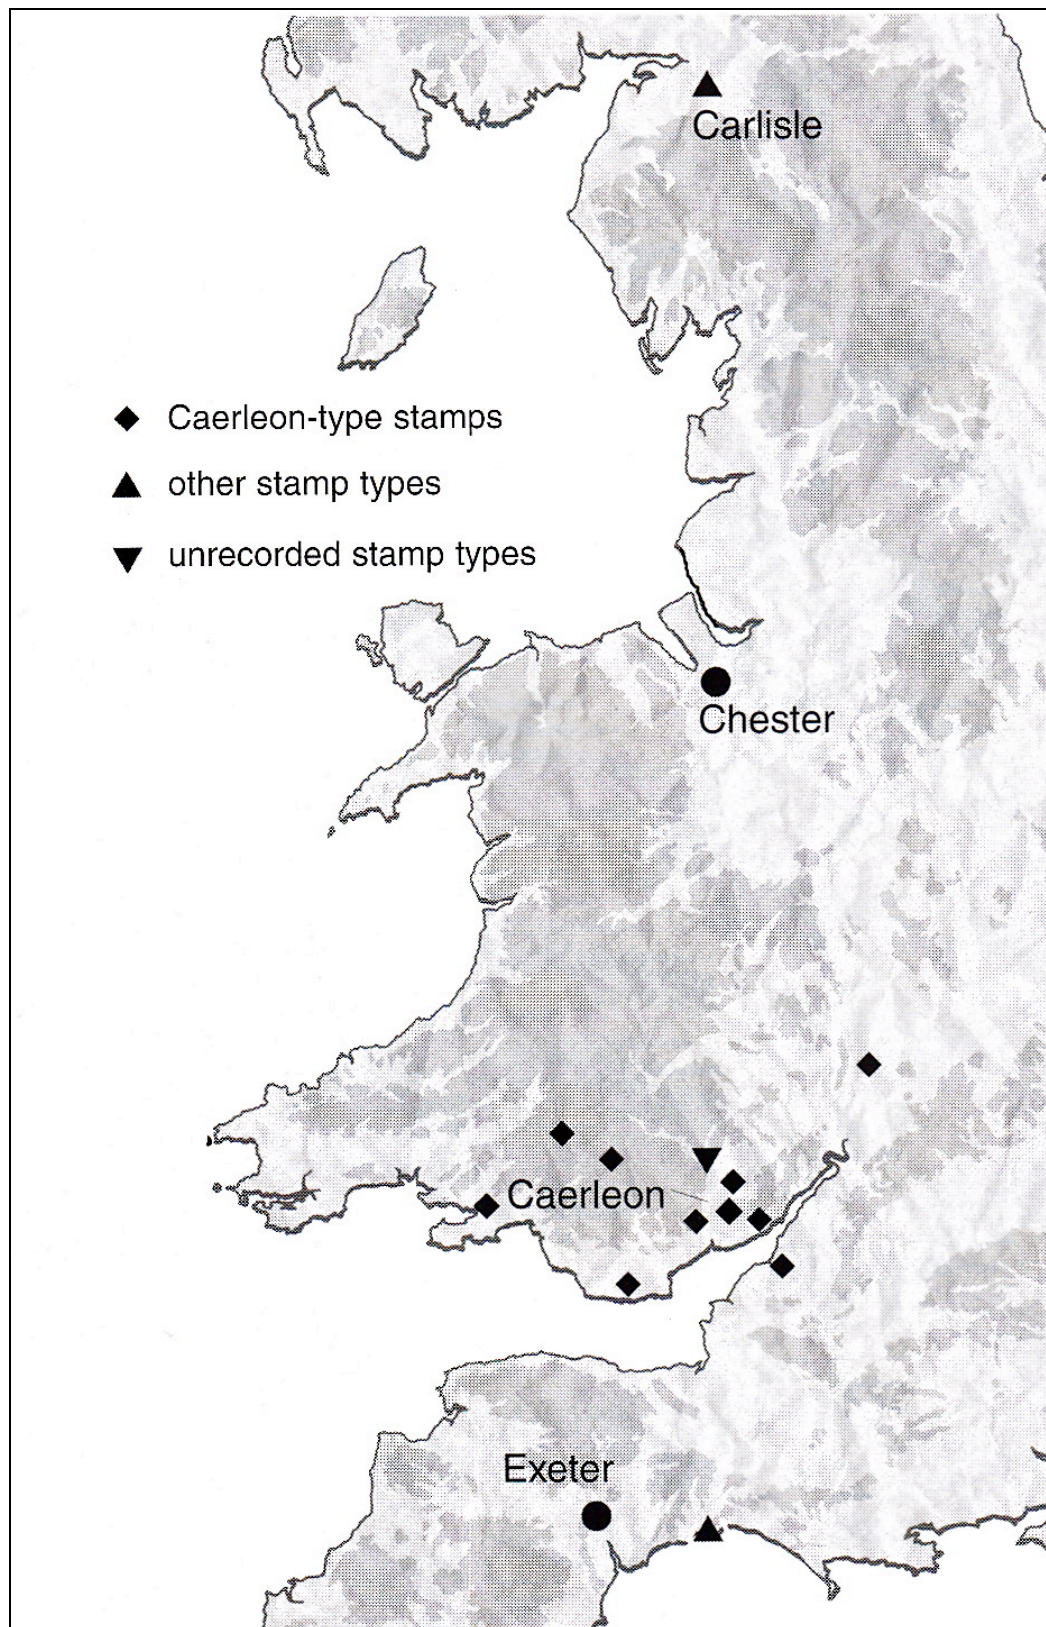 Carlisle
Caerleon-type stamps
other stamp types
unrecorded stamp types
Chester
Caerleon
Exeter